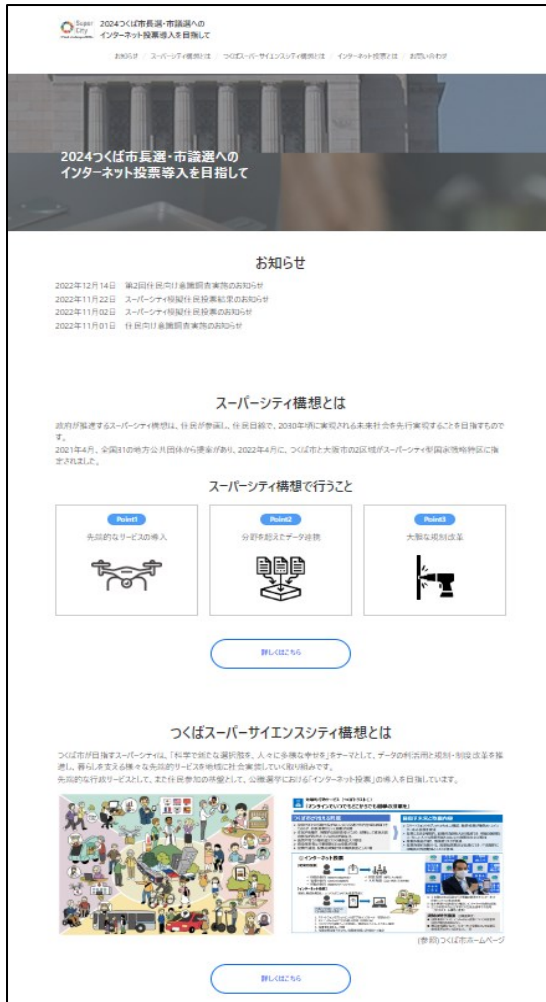 Super City
2024つくば市長選・市議選への
インターネット投票導入を目指して
お知らせ / スーパーシティ構想とは / つくばスーパーサイエンスシティ構想とは / インターネット投票とは / お問い合わせ
2024つくば市長選・市議選への
インターネット投票導入を目指して
お知らせ
2022年12月14日 第2回住民向け意識調査実施のお知らせ
2022年11月22日 スーパーシティ模擬住民投票結果のお知らせ
2022年11月02日 スーパーシティ模擬住民投票のお知らせ
2022年11月01日 住民向け意識調査実施のお知らせ
スーパーシティ構想とは
政府が推進するスーパーシティ構想は、住民が参画し、住民目線で、2030年頃に実現される未来社会を先行実現することを目指すもので
す。
2021年4月、全国31の地方公共団体から提案があり、2022年4月に、つくば市と大阪市の2区域がスーパーシティ型国家戦略特区に指
定されました。
スーパーシティ構想で行うこと
Point1
先端的なサービスの導入
Point2
分野を超えたデータ連携
Point3
大胆な規制改革
詳しくはこちら
つくばスーパーサイエンスシティ構想とは
つくば市が目指すスーパーシティは、「科学で新たな選択肢を、人々に多様な幸せを」をテーマとして、データの利活用と規制・制度改革を推
進し、暮らしを支える様々な先端的サービスを地域に社会実装していく取り組みです。
先端的な行政サービスとして、また住民参加の基盤として、公職選挙における「インターネット投票」の導入を目指しています。
①インターネット投票
(参照)つくば市ホームページ
詳しくはこちら